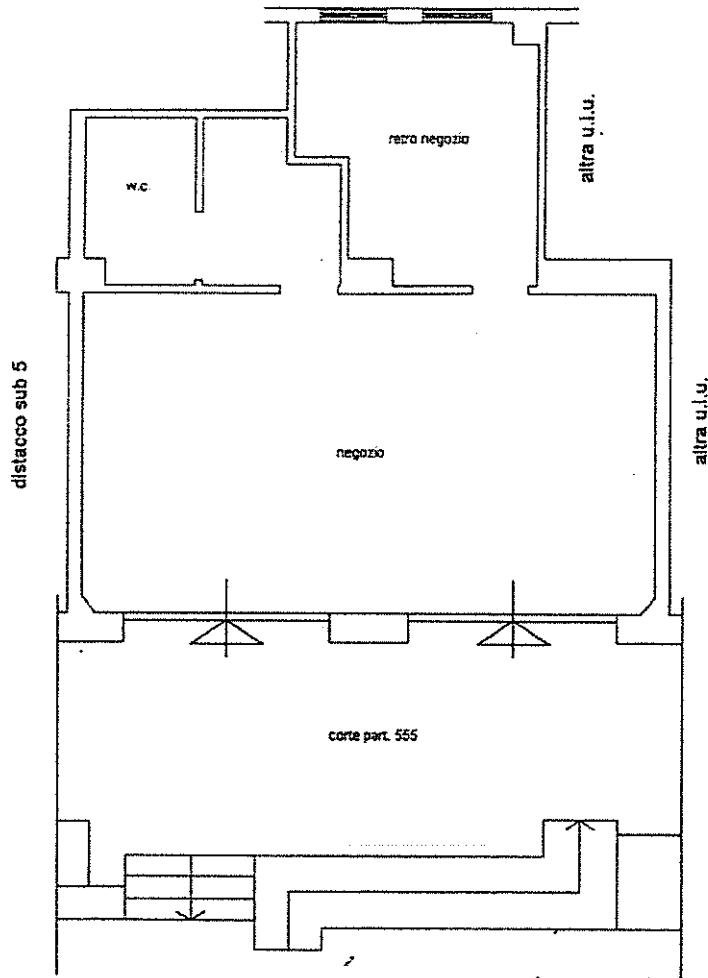 retro negozio
altra u.i.u.
w.c.
distacco sub 5
negozio
altra u.i.u.
corte part. 555